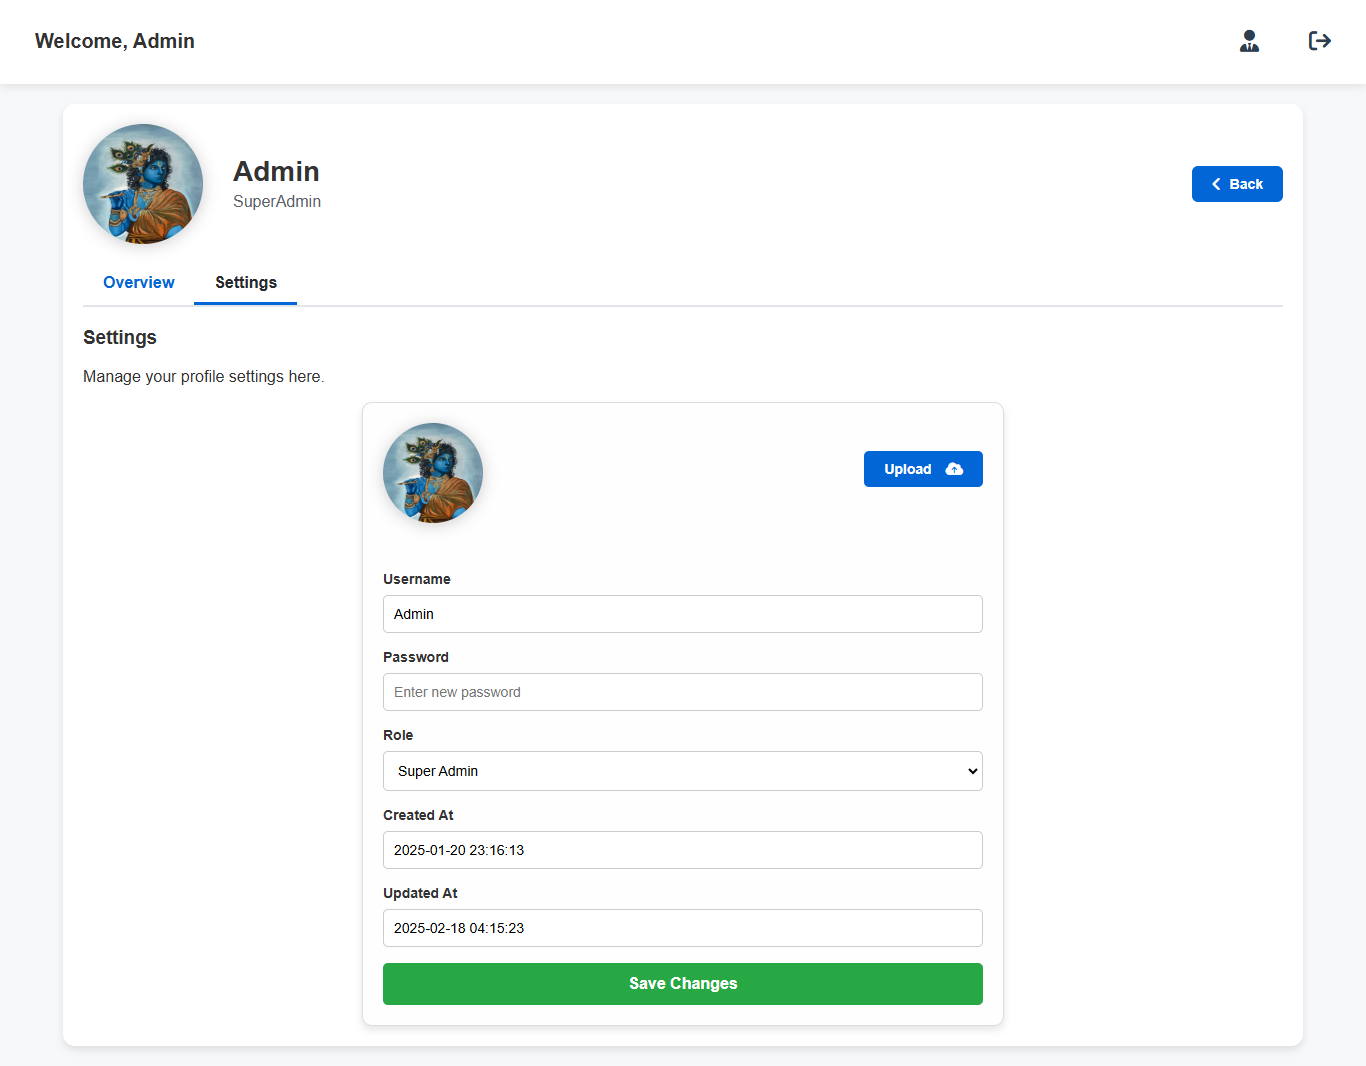 Welcome, Admin
Admin
SuperAdmin
Back
Overview
Settings
Settings
Manage your profile settings here.
Upload
Username
Admin
Password
Enter new password
Role
Super Admin
Created At
2025-01-20 23:16:13
Updated At
2025-02-18 04:15:23
Save Changes